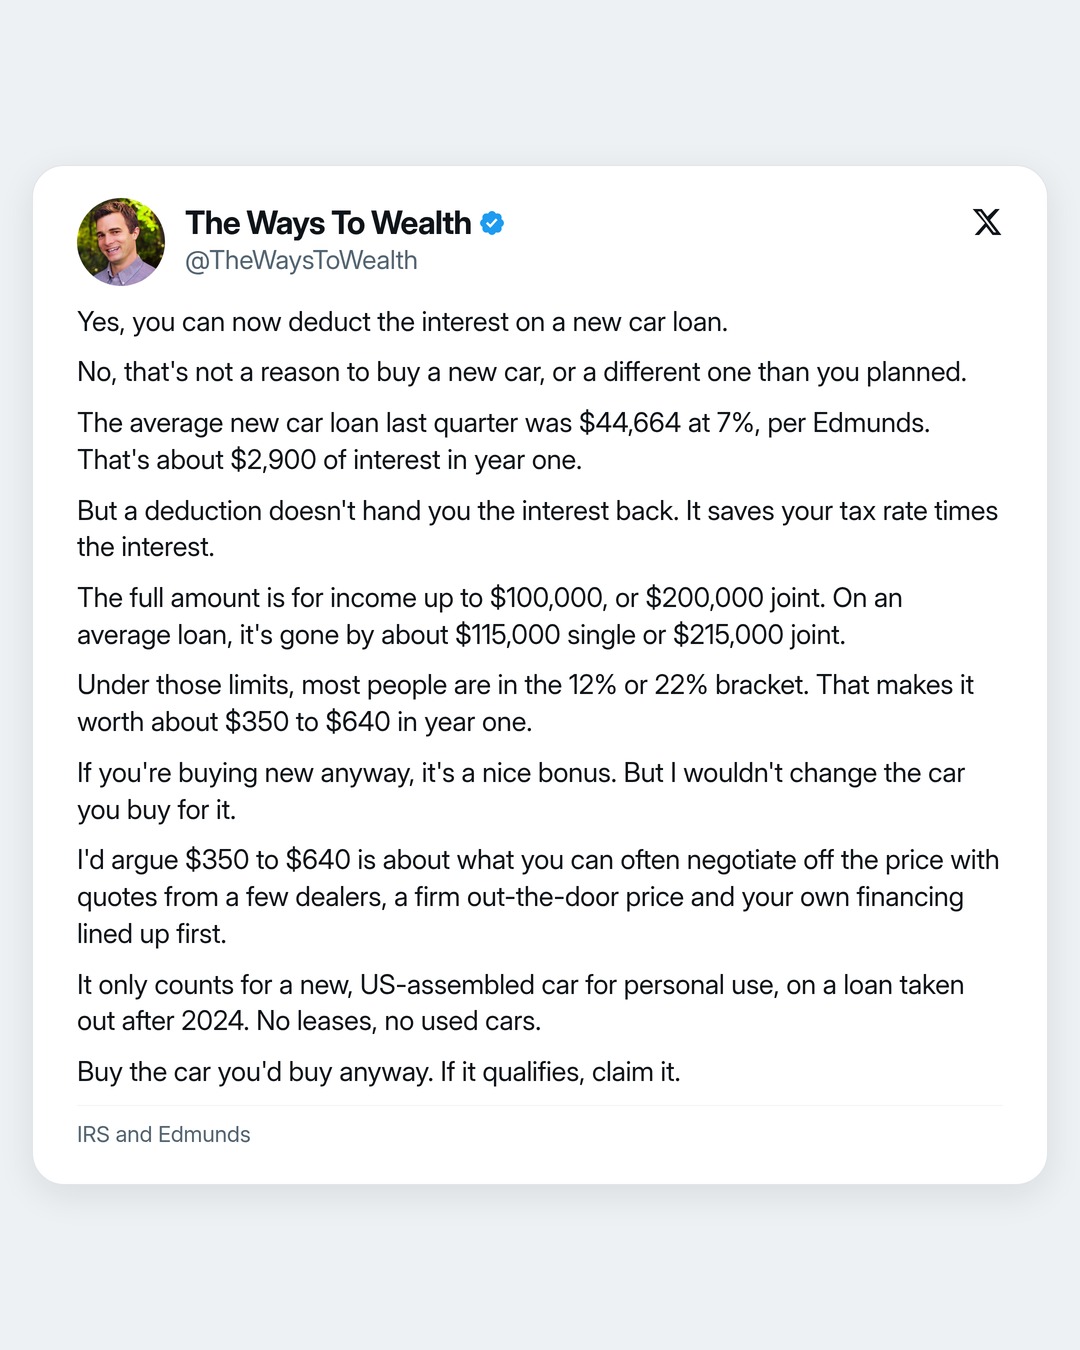 The Ways To Wealth
@TheWaysToWealth
Yes, you can now deduct the interest on a new car loan.
No, that's not a reason to buy a new car, or a different one than you planned.
The average new car loan last quarter was $44,664 at 7%, per Edmunds.
That's about $2,900 of interest in year one.
But a deduction doesn't hand you the interest back. It saves your tax rate times
the interest.
The full amount is for income up to $100,000, or $200,000 joint. On an
average loan, it's gone by about $115,000 single or $215,000 joint.
Under those limits, most people are in the 12% or 22% bracket. That makes it
worth about $350 to $640 in year one.
If you're buying new anyway, it's a nice bonus. But I wouldn't change the car
you buy for it.
I'd argue $350 to $640 is about what you can often negotiate off the price with
quotes from a few dealers, a firm out-the-door price and your own financing
lined up first.
It only counts for a new, US-assembled car for personal use, on a loan taken
out after 2024. No leases, no used cars.
Buy the car you'd buy anyway. If it qualifies, claim it.
IRS and Edmunds